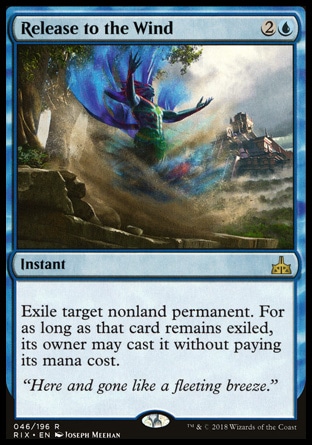 Release to the Wind 2
Instant
Exile target nonland permanent. For
as long as that card remains exiled,
its owner may cast it without paying
its mana cost.
“Here and gone like a fleeting breeze.”
046/196 R
RIX • EN Joseph Meehan
™ & © 2018 Wizards of the Coast